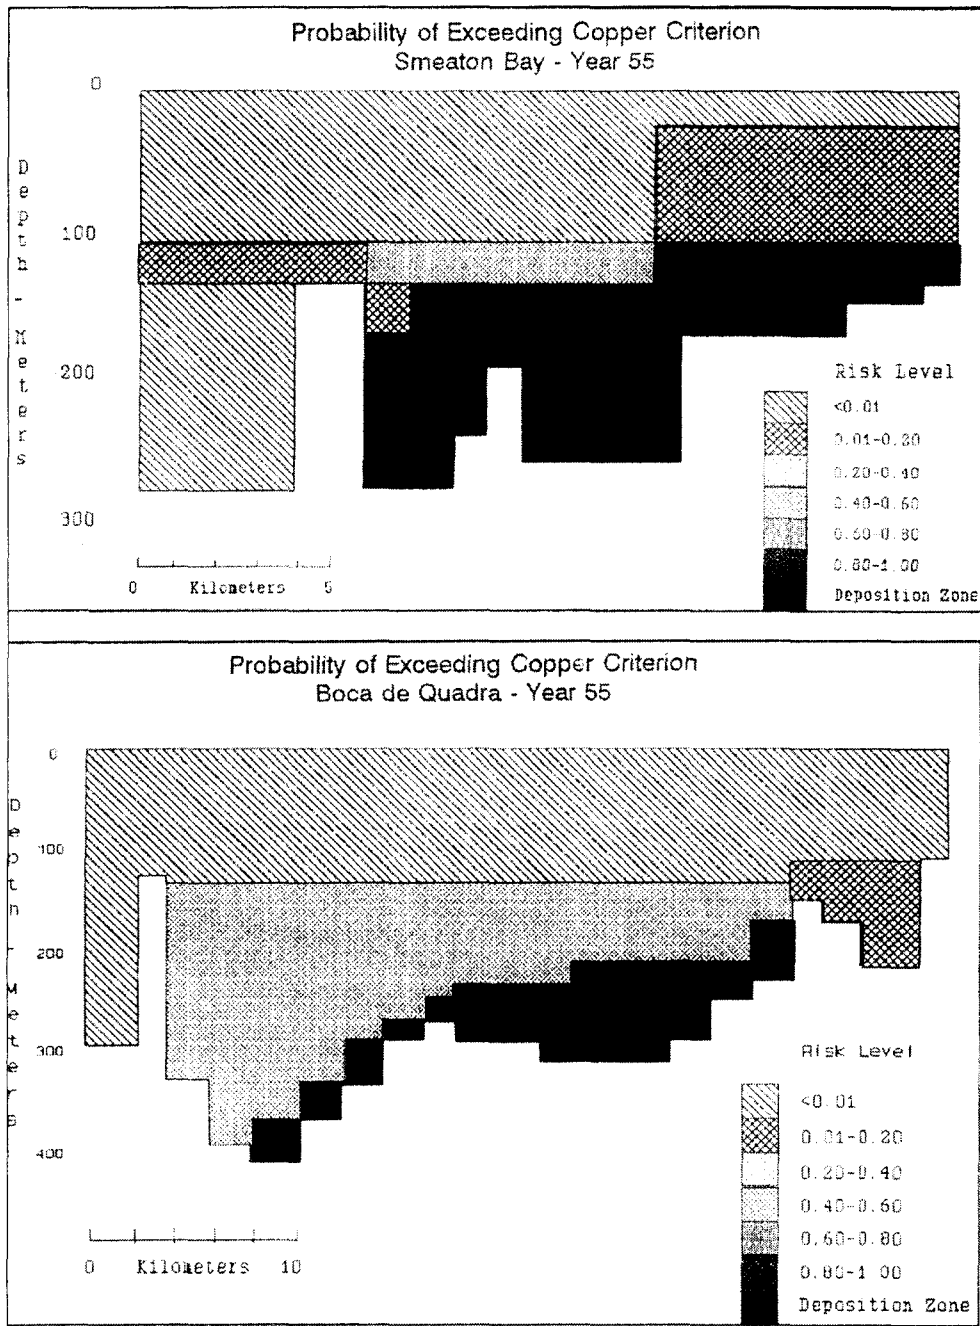 Probability of Exceeding Copper Criterion
Smeaton Bay - Year 55
0
100
200
300
Depth - Meters
0 Kilometers 5
Risk Level
<0.01
0.01-0.20
0.20-0.40
0.40-0.60
0.60-0.80
0.80-1.00
Deposition Zone
Probability of Exceeding Copper Criterion
Boca de Quadra - Year 55
0
100
200
300
400
Depth - Meters
0 Kilometers 10
Risk Level
<0.01
0.01-0.20
0.20-0.40
0.40-0.60
0.60-0.80
0.80-1.00
Deposition Zone